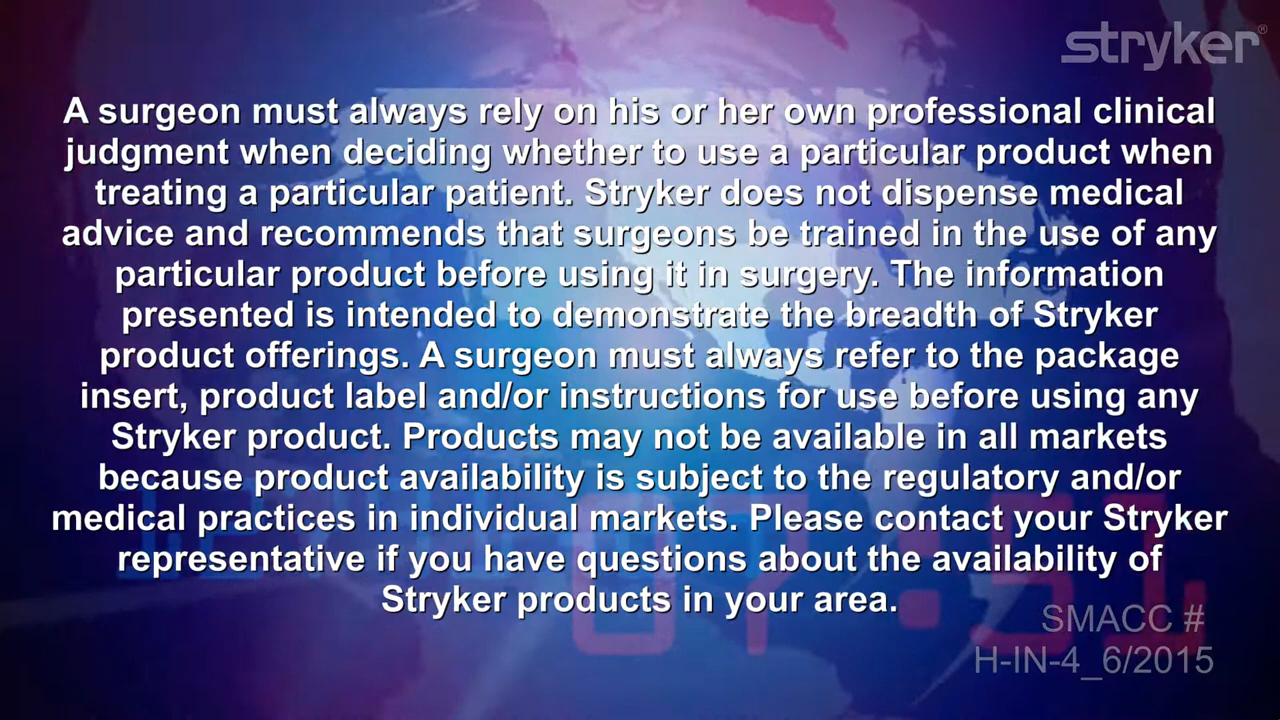 stryker®
A surgeon must always rely on his or her own professional clinical
judgment when deciding whether to use a particular product when
treating a particular patient. Stryker does not dispense medical
advice and recommends that surgeons be trained in the use of any
particular product before using it in surgery. The information
presented is intended to demonstrate the breadth of Stryker
product offerings. A surgeon must always refer to the package
insert, product label and/or instructions for use before using any
Stryker product. Products may not be available in all markets
because product availability is subject to the regulatory and/or
medical practices in individual markets. Please contact your Stryker
representative if you have questions about the availability of
Stryker products in your area.
SMACC #
H-IN-4_6/2015